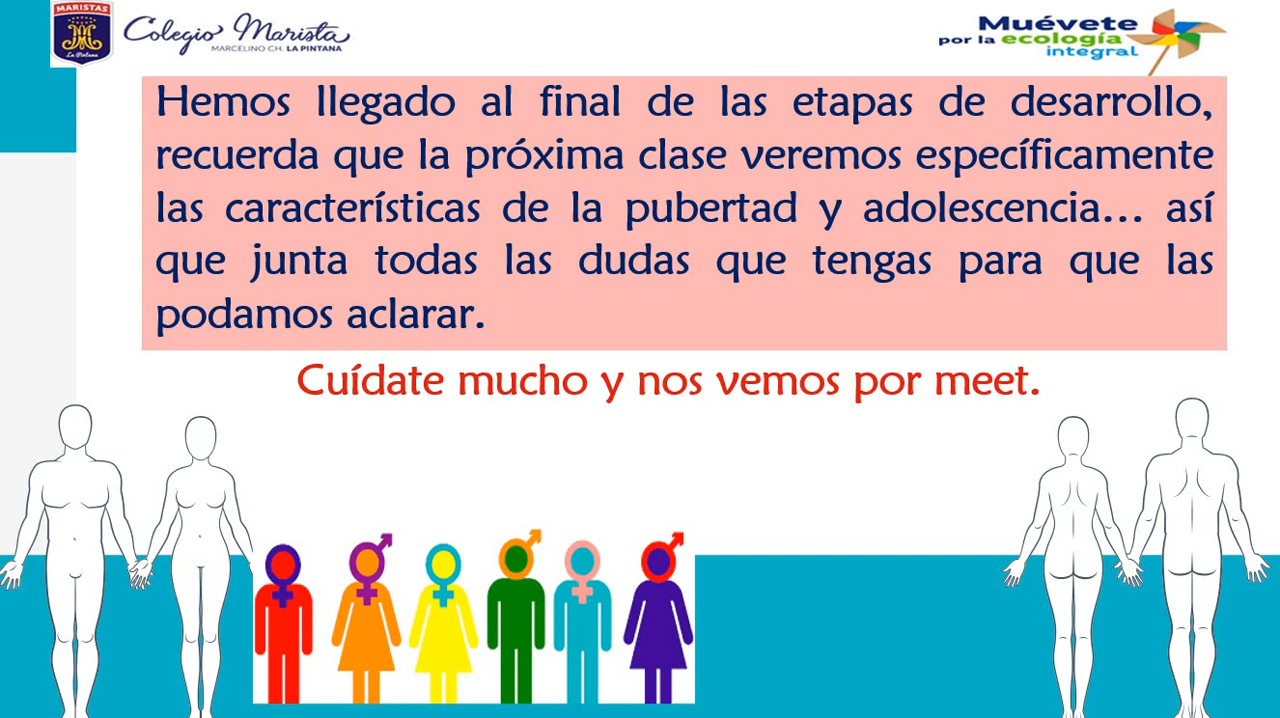 MARISTAS
La Pintana
Colegio Marista
MARCELINO CH. LA PINTANA
Muévete
por la ecología
integral
Hemos llegado al final de las etapas de desarrollo,
recuerda que la próxima clase veremos específicamente
las características de la pubertad y adolescencia... así
que junta todas las dudas que tengas para que las
podamos aclarar.
Cuídate mucho y nos vemos por meet.